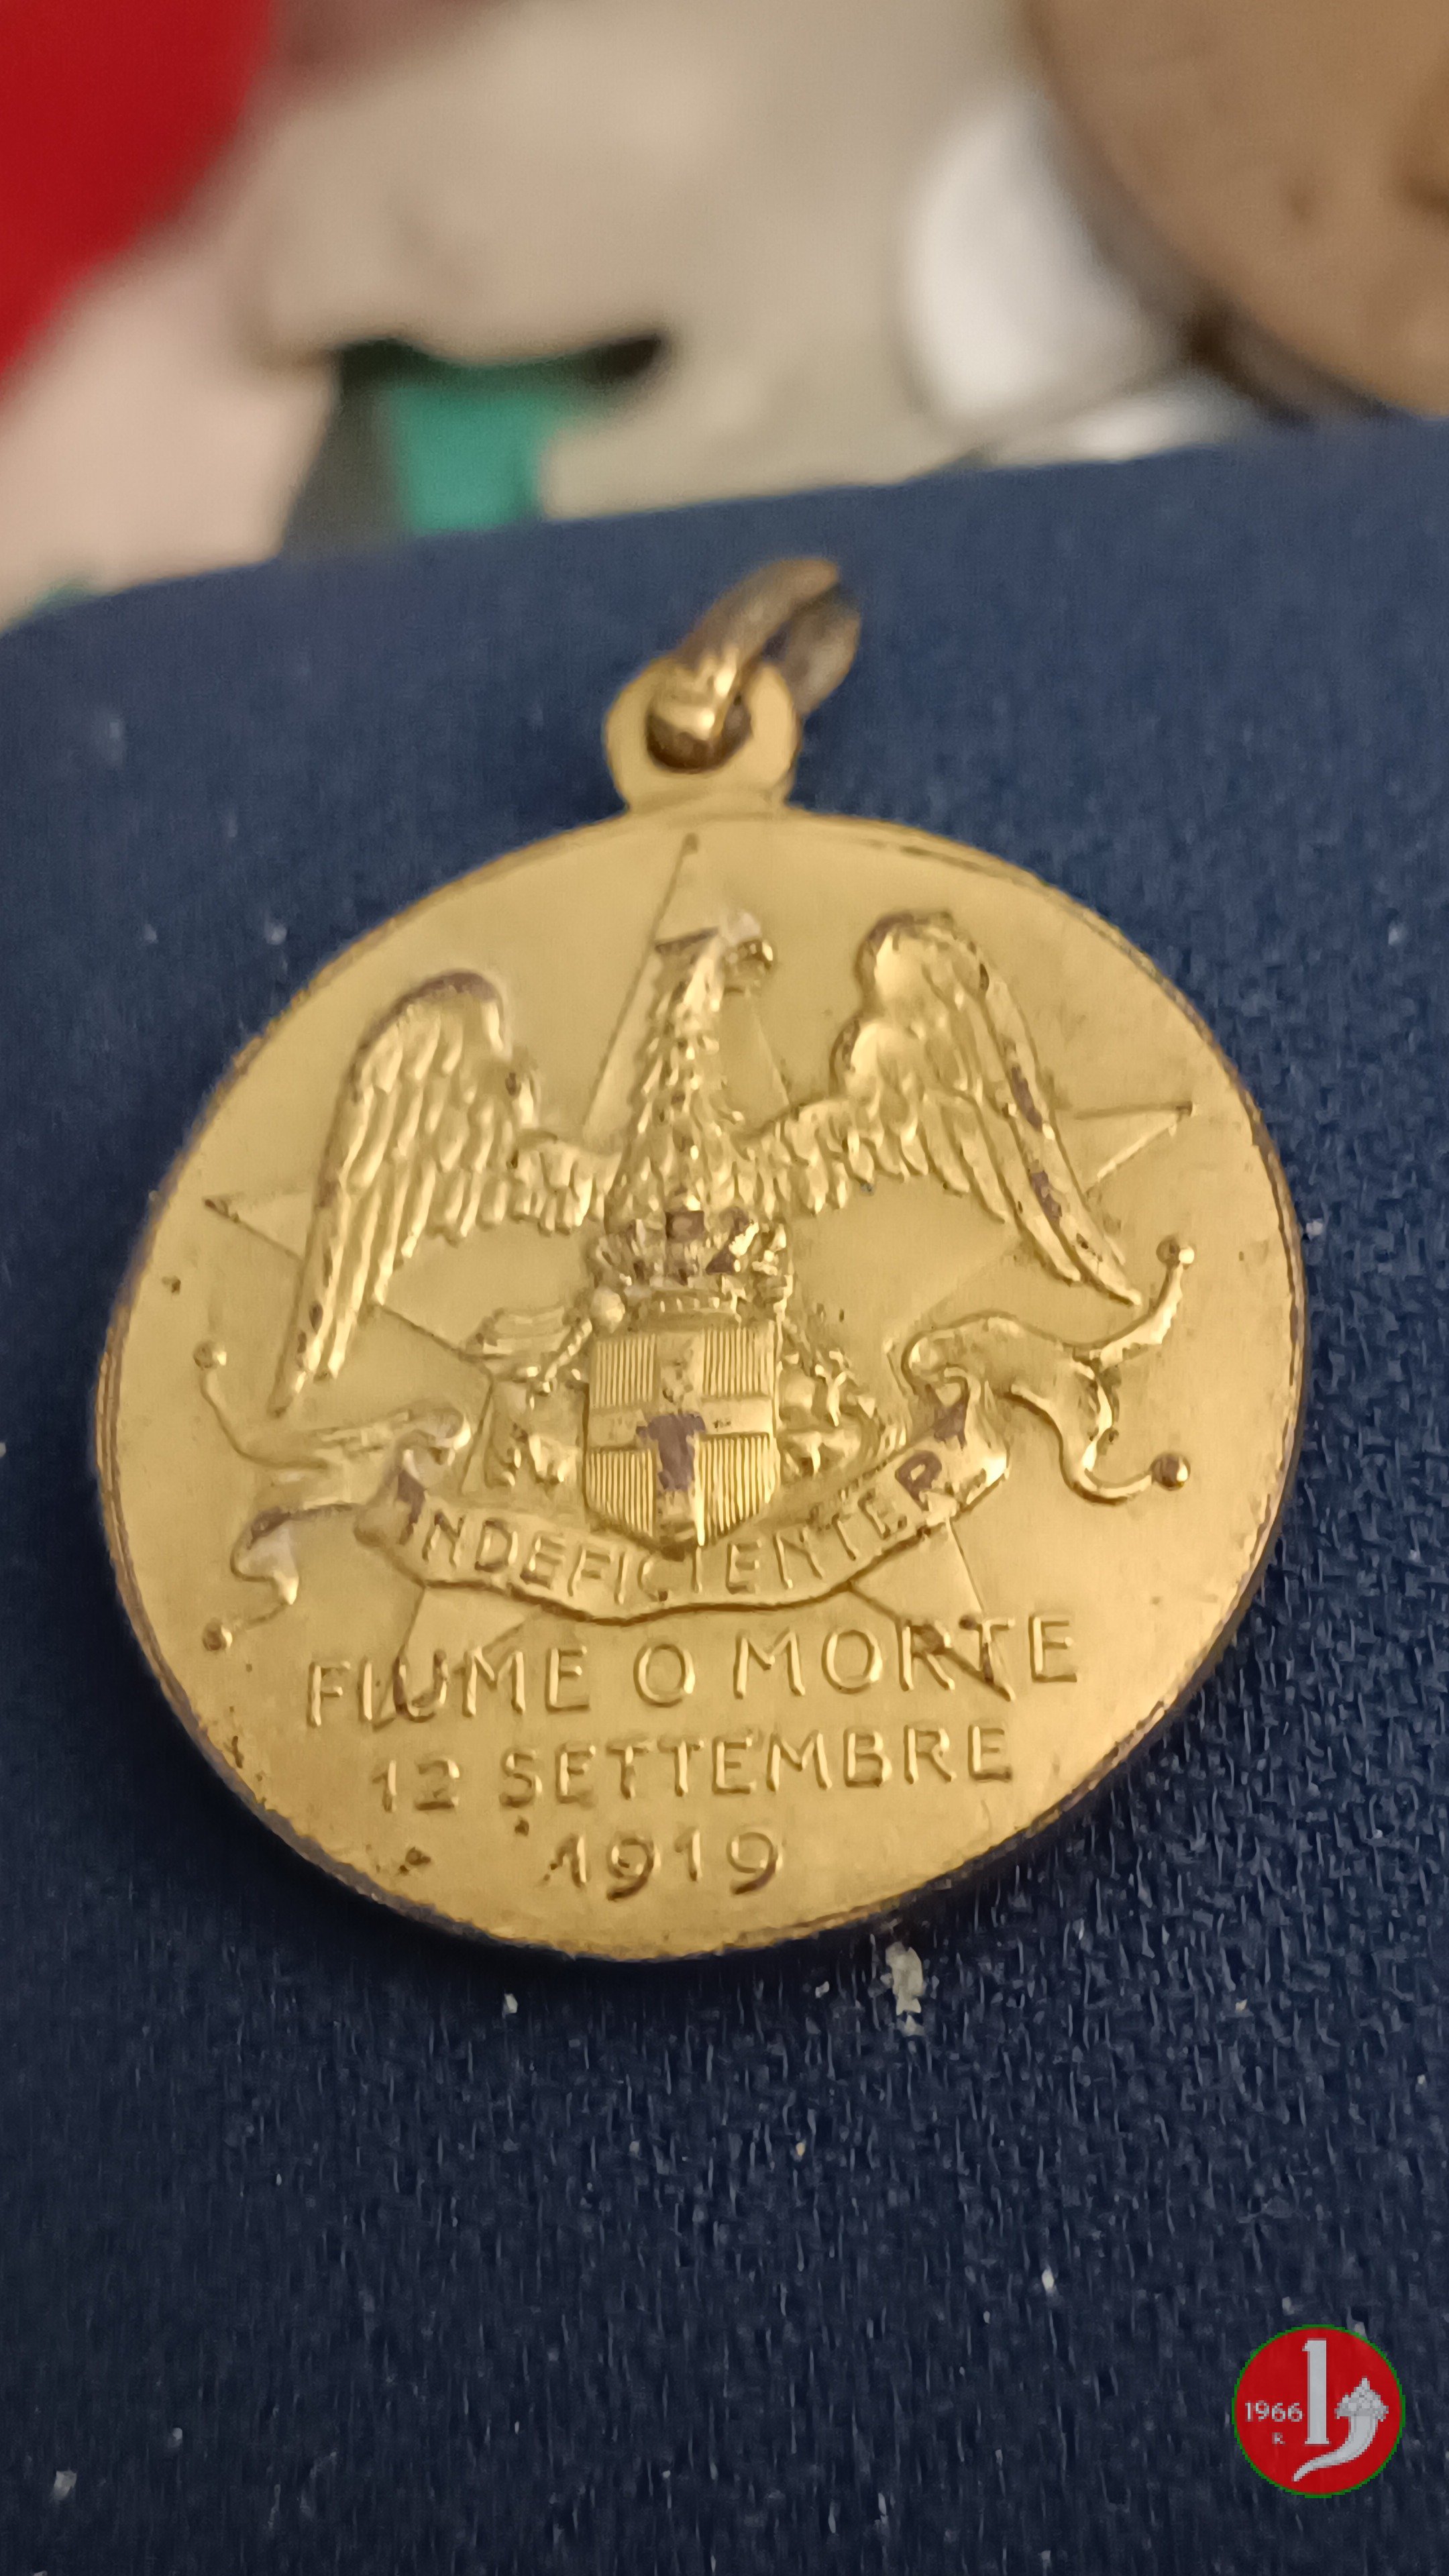 INDEFICIENTER
FIUME O MORTE
12 SETTEMBRE
1919
1966
R